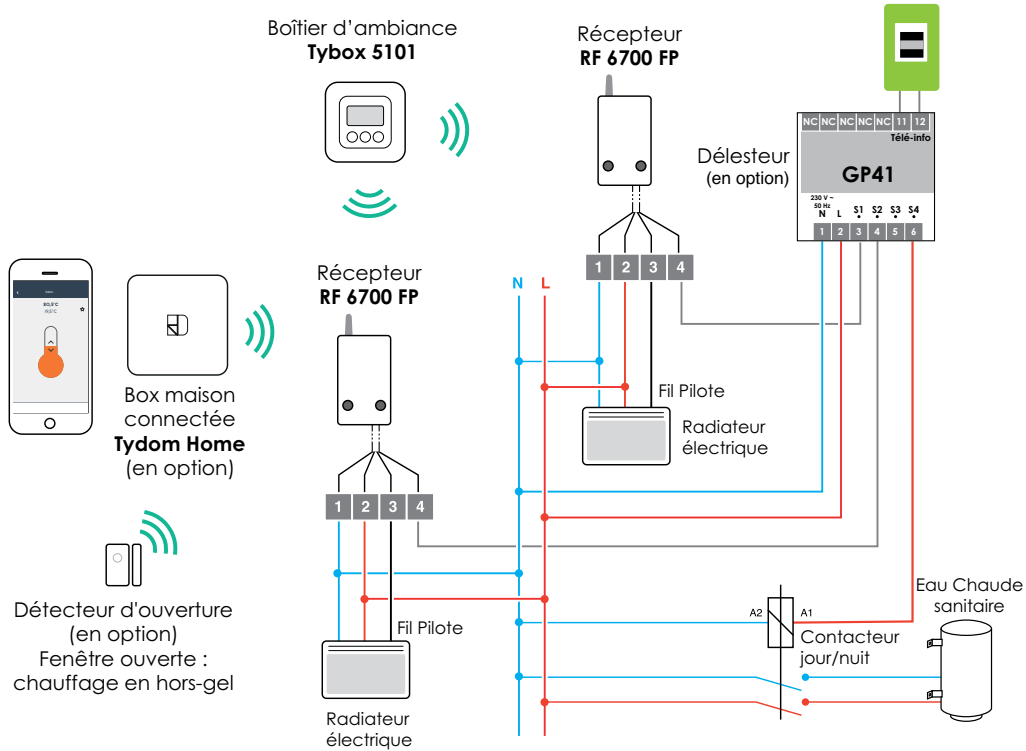 Boîtier d'ambiance
Tybox 5101
Récepteur
RF 6700 FP
NC NC NC NC NC 11 12
Télé-info
Délesteur
(en option)
GP41
230 V ~
50 Hz
N L S1 S2 S3 S4
1 2 3 4 5 6
1 2 3 4
N L
Récepteur
RF 6700 FP
Box maison
connectée
Tydom Home
(en option)
Fil Pilote
Radiateur
électrique
1 2 3 4
Détecteur d'ouverture
(en option)
Fenêtre ouverte :
chauffage en hors-gel
Fil Pilote
Radiateur
électrique
A2 A1
Contacteur
jour/nuit
Eau Chaude
sanitaire